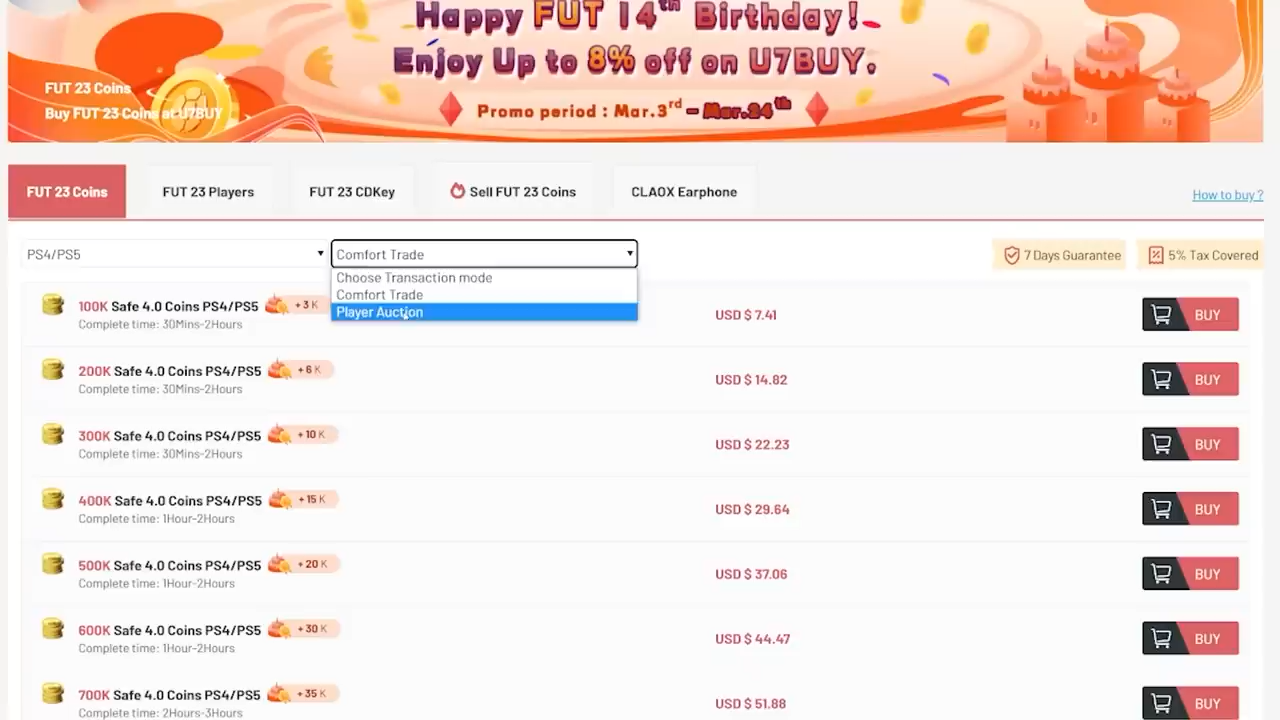 Happy FUT 14th Birthday!
Enjoy Up to 8% off on U7BUY.
FUT 23 Coins
Buy FUT 23 Coins at U7BUY
Promo period : Mar.3rd - Mar.24th
FUT 23 Coins
FUT 23 Players
FUT 23 CDKey
Sell FUT 23 Coins
CLAOX Earphone
How to buy ?
PS4/PS5
Comfort Trade
7 Days Guarantee
5% Tax Covered
Choose Transaction mode
Comfort Trade
Player Auction
100K Safe 4.0 Coins PS4/PS5 +3 K
Complete time: 30Mins-2Hours
USD $ 7.41
BUY
200K Safe 4.0 Coins PS4/PS5 +6 K
Complete time: 30Mins-2Hours
USD $ 14.82
BUY
300K Safe 4.0 Coins PS4/PS5 +10 K
Complete time: 30Mins-2Hours
USD $ 22.23
BUY
400K Safe 4.0 Coins PS4/PS5 +15 K
Complete time: 1Hour-2Hours
USD $ 29.64
BUY
500K Safe 4.0 Coins PS4/PS5 +20 K
Complete time: 1Hour-2Hours
USD $ 37.06
BUY
600K Safe 4.0 Coins PS4/PS5 +30 K
Complete time: 1Hour-2Hours
USD $ 44.47
BUY
700K Safe 4.0 Coins PS4/PS5 +35 K
Complete time: 2Hours-3Hours
USD $ 51.88
BUY